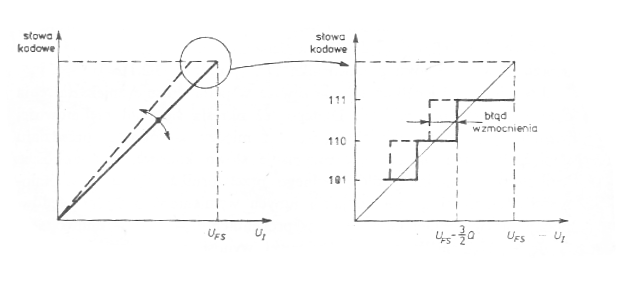 słowa
kodowe
U_FS
U_I
słowa
kodowe
111
110
101
błąd
wzmocnienia
U_FS - 3/2 Q
U_FS
U_I